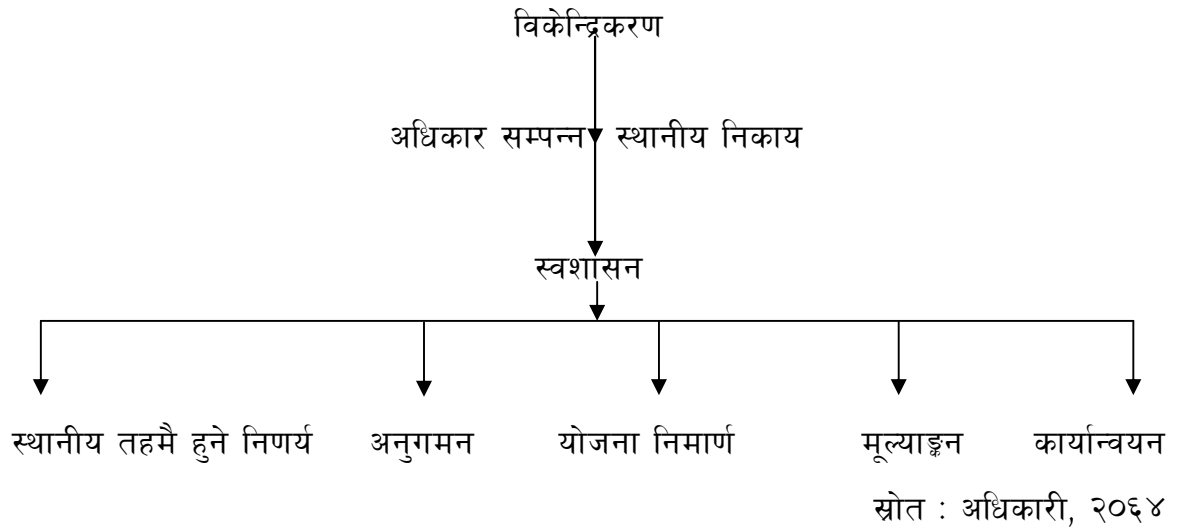 विकेन्द्रिकरण
अधिकार सम्पन्न स्थानीय निकाय
स्वशासन
स्थानीय तहमै हुने निणर्य अनुगमन योजना निमार्ण मूल्याङ्कन कार्यान्वयन
स्रोत : अधिकारी, २०६४